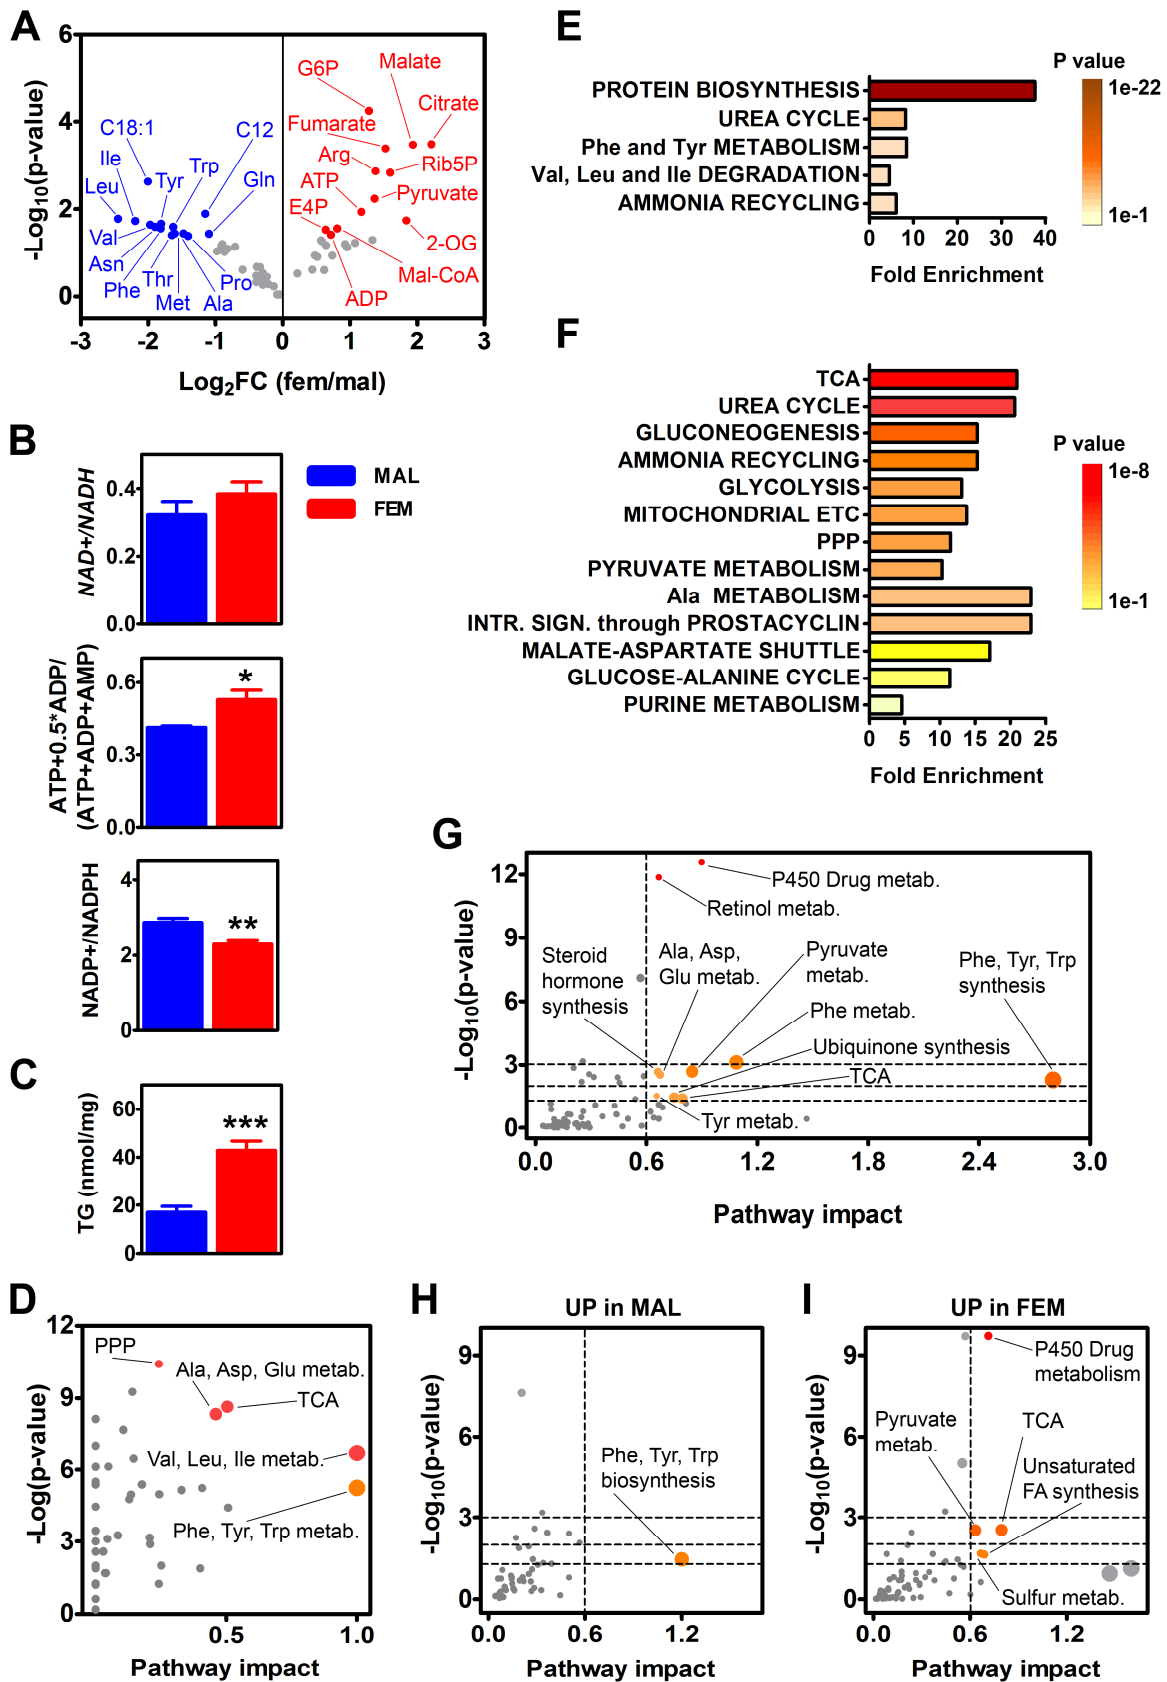 A
6
4
2
0
-Log10(p-value)
-3
-2
-1
0
1
2
3
Log2FC (fem/mal)
C18:1
Ile
Leu
Tyr
Trp
C12
Gln
Val
Asn
Phe
Thr
Met
Ala
Pro
G6P
Malate
Citrate
Fumarate
Arg
Rib5P
ATP
Pyruvate
E4P
2-OG
Mal-CoA
ADP
B
NAD+/NADH
0.4
0.2
0.0
MAL
FEM
ATP+0.5*ADP/
(ATP+ADP+AMP)
0.6
0.3
0.0
*
NADP+/NADPH
4
2
0
**
C
TG (nmol/mg)
60
40
20
0
***
D
12
9
6
3
0
-Log(p-value)
PPP
Ala, Asp, Glu metab.
TCA
Val, Leu, Ile metab.
Phe, Tyr, Trp metab.
0.5
1.0
Pathway impact
E
PROTEIN BIOSYNTHESIS
UREA CYCLE
Phe and Tyr METABOLISM
Val, Leu and Ile DEGRADATION
AMMONIA RECYCLING
0
10
20
30
40
Fold Enrichment
P value
1e-22
1e-1
F
TCA
UREA CYCLE
GLUCONEOGENESIS
AMMONIA RECYCLING
GLYCOLYSIS
MITOCHONDRIAL ETC
PPP
PYRUVATE METABOLISM
Ala METABOLISM
INTR. SIGN. through PROSTACYCLIN
MALATE-ASPARTATE SHUTTLE
GLUCOSE-ALANINE CYCLE
PURINE METABOLISM
0
5
10
15
20
25
Fold Enrichment
P value
1e-8
1e-1
G
12
9
6
3
0
-Log10(p-value)
P450 Drug metab.
Retinol metab.
Steroid
hormone
synthesis
Ala, Asp,
Glu metab.
Pyruvate
metab.
Phe metab.
Phe, Tyr, Trp
synthesis
Ubiquinone synthesis
TCA
Tyr metab.
0.0
0.6
1.2
1.8
2.4
3.0
Pathway impact
H
UP in MAL
9
6
3
0
-Log10(p-value)
Phe, Tyr, Trp
biosynthesis
0.0
0.6
1.2
Pathway impact
I
UP in FEM
9
6
3
0
-Log10(p-value)
P450 Drug
metabolism
Pyruvate
metab.
TCA
Unsaturated
FA synthesis
Sulfur metab.
0.0
0.6
1.2
Pathway impact